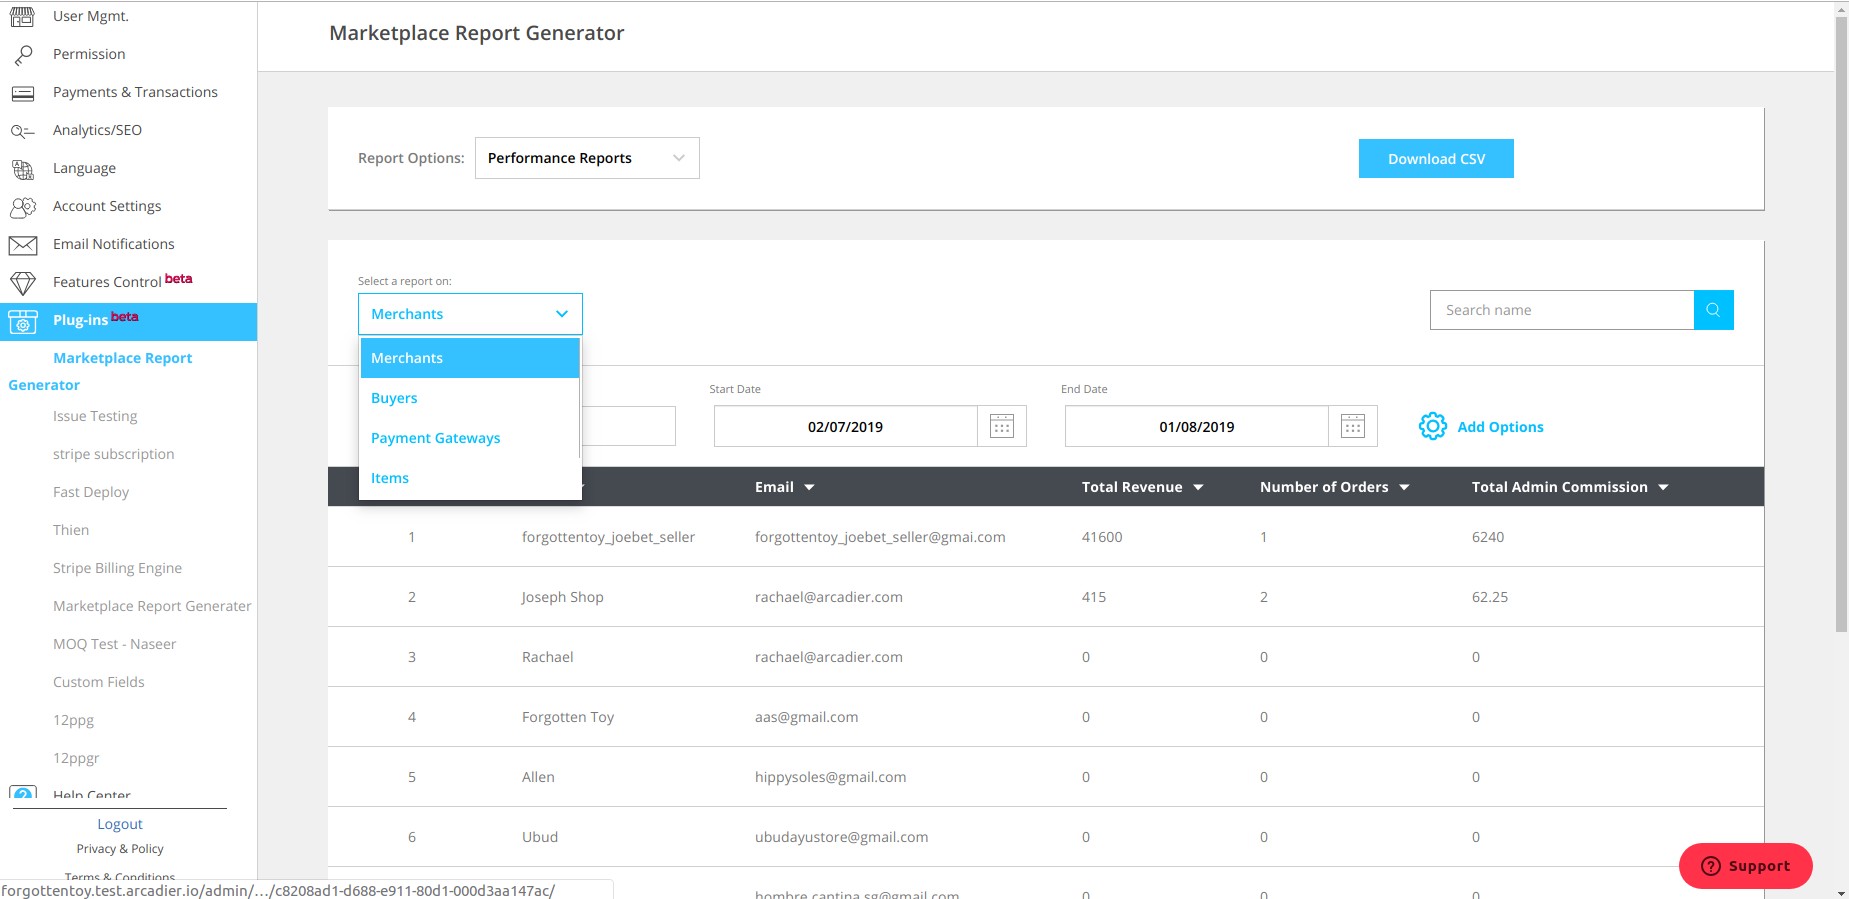 User Mgmt.
Permission
Payments & Transactions
Analytics/SEO
Language
Account Settings
Email Notifications
Features Control beta
Plug-ins beta
Marketplace Report
Generator
Issue Testing
stripe subscription
Fast Deploy
Thien
Stripe Billing Engine
Marketplace Report Generater
MOQ Test - Naseer
Custom Fields
12ppg
12ppgr
Help Center
Logout
Privacy & Policy
Terms & Conditions
forgottentoy.test.arcadier.io/admin/.../c8208ad1-d688-e911-80d1-000d3aa147ac/
Marketplace Report Generator
Report Options: Performance Reports
Download CSV
Select a report on:
Merchants
Search name
Merchants
Buyers
Payment Gateways
Items
Start Date
End Date
02/07/2019
01/08/2019
Add Options
Email Total Revenue Number of Orders Total Admin Commission
1 forgottentoy_joebet_seller forgottentoy_joebet_seller@gmai.com 41600 1 6240
2 Joseph Shop rachael@arcadier.com 415 2 62.25
3 Rachael rachael@arcadier.com 0 0 0
4 Forgotten Toy aas@gmail.com 0 0 0
5 Allen hippysoles@gmail.com 0 0 0
6 Ubud ubudayustore@gmail.com 0 0 0
hombre.cantina.sg@gmail.com 0 0 0
Support